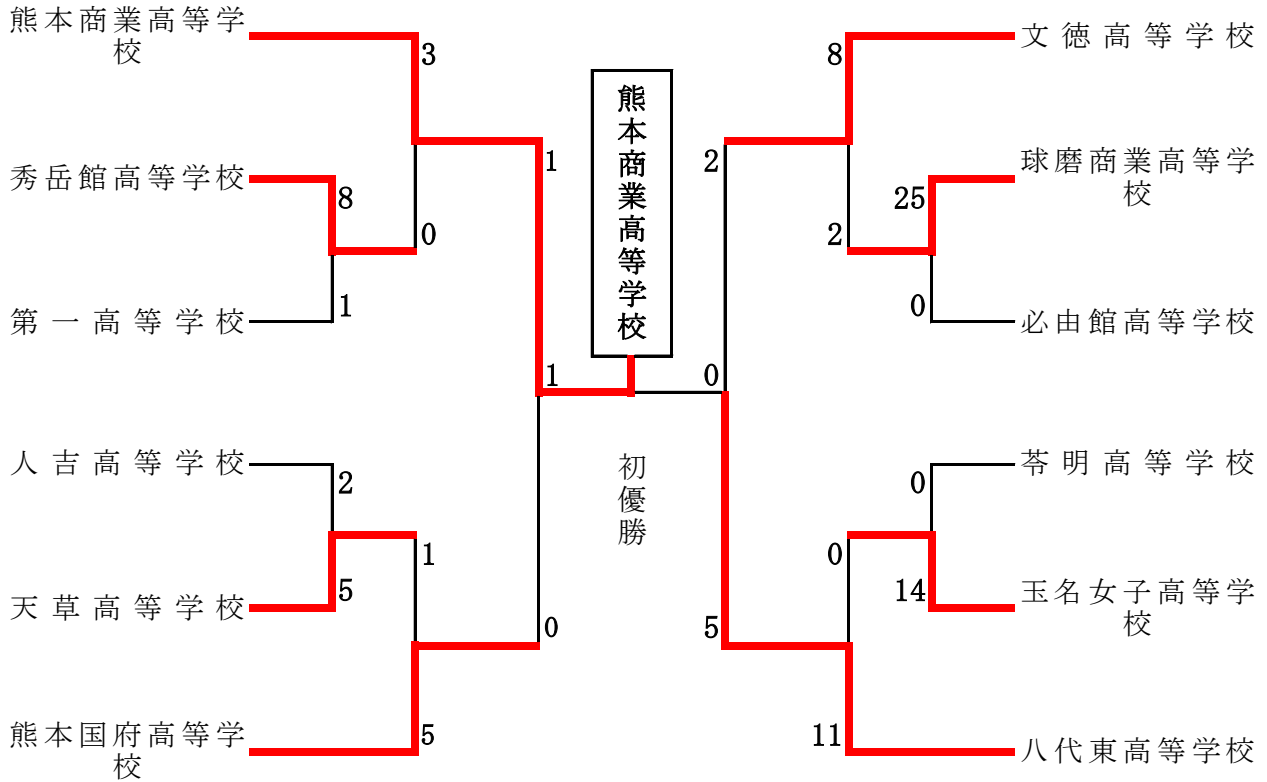 熊本商業高等学
校
秀岳館高等学校
第一高等学校
人吉高等学校
天草高等学校
熊本国府高等学
校
3
8
0
1
1
2
1
5
0
5
1
熊本商業高等学校
初優勝
0
2
5
8
2
25
0
0
0
14
11
文徳高等学校
球磨商業高等学
校
必由館高等学校
苓明高等学校
玉名女子高等学
校
八代東高等学校